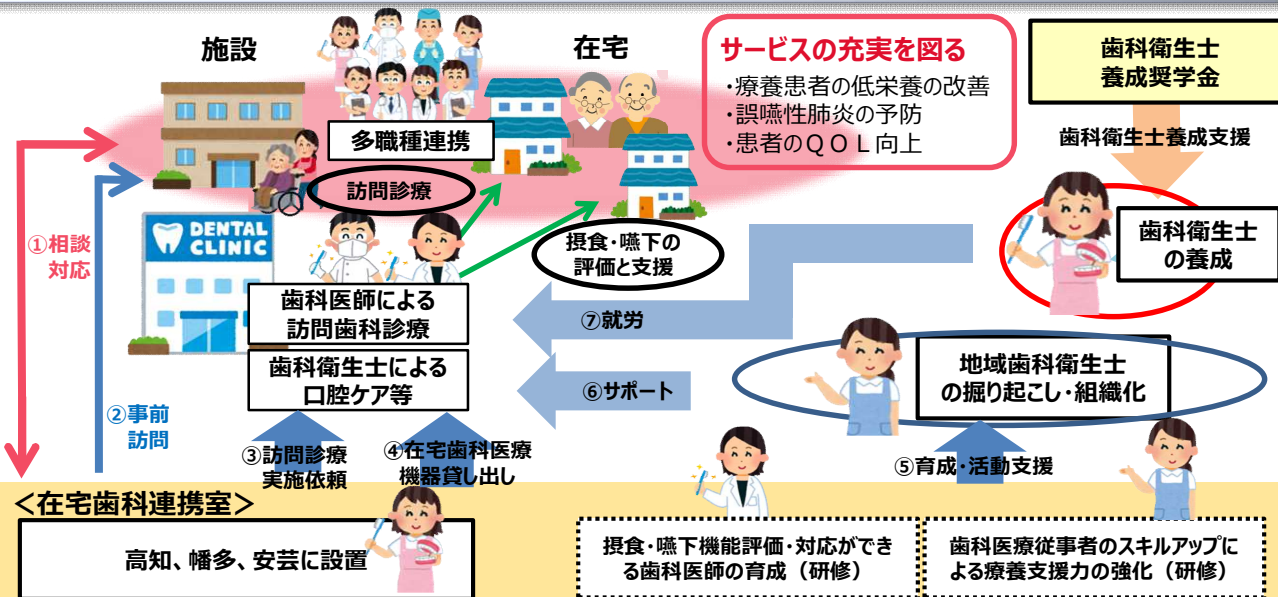 施設
在宅
サービスの充実を図る
・療養患者の低栄養の改善
・誤嚥性肺炎の予防
・患者のＱＯＬ向上
歯科衛生士
養成奨学金
歯科衛生士養成支援
多職種連携
訪問診療
DENTAL
CLINIC
摂食・嚥下の
評価と支援
歯科衛生士
の養成
①相談
対応
歯科医師による
訪問歯科診療
⑦就労
歯科衛生士による
口腔ケア等
⑥サポート
地域歯科衛生士
の掘り起こし・組織化
②事前
訪問
③訪問診療
実施依頼
④在宅歯科医療
機器貸し出し
⑤育成・活動支援
＜在宅歯科連携室＞
高知、幡多、安芸に設置
摂食・嚥下機能評価・対応ができ
る歯科医師の育成（研修）
歯科医療従事者のスキルアップに
よる療養支援力の強化（研修）